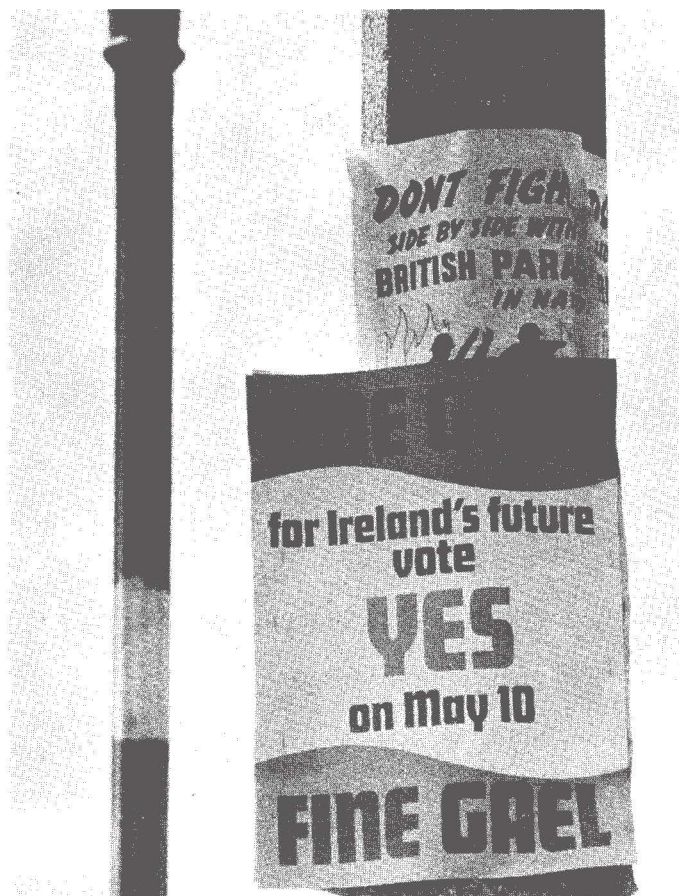 DONT FIGH
SIDE BY SIDE WITH
BRITISH PARA
IN NA
for Ireland's future
vote
YES
on May 10
FINE GAEL